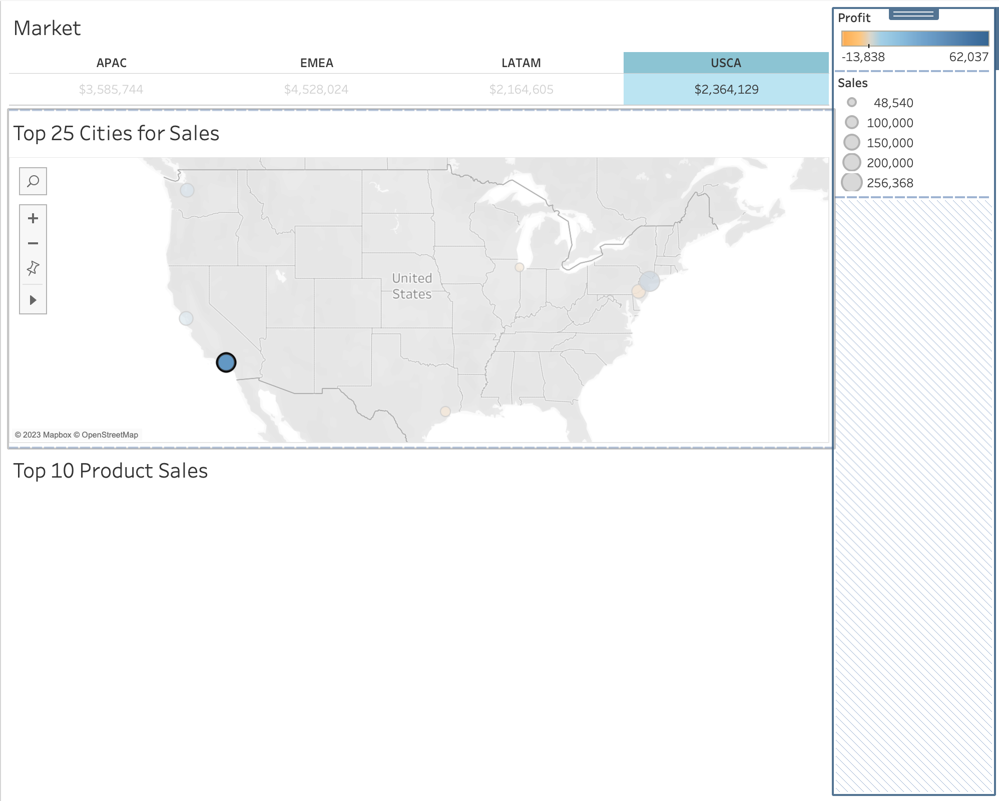 Market
APAC EMEA LATAM USCA
$3,585,744 $4,528,024 $2,164,605 $2,364,129
Top 25 Cities for Sales
United
States
© 2023 Mapbox © OpenStreetMap
Top 10 Product Sales
Profit
-13,838 62,037
Sales
48,540
100,000
150,000
200,000
256,368